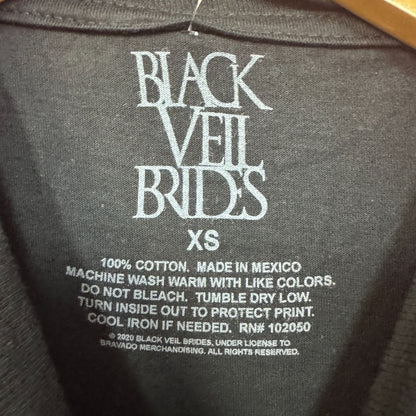 BLACK
VEIL
BRIDES
XS
100% COTTON. MADE IN MEXICO
MACHINE WASH WARM WITH LIKE COLORS.
DO NOT BLEACH. TUMBLE DRY LOW.
TURN INSIDE OUT TO PROTECT PRINT.
COOL IRON IF NEEDED. RN# 102050
© 2020 BLACK VEIL BRIDES, UNDER LICENSE TO
BRAVADO MERCHANDISING. ALL RIGHTS RESERVED.